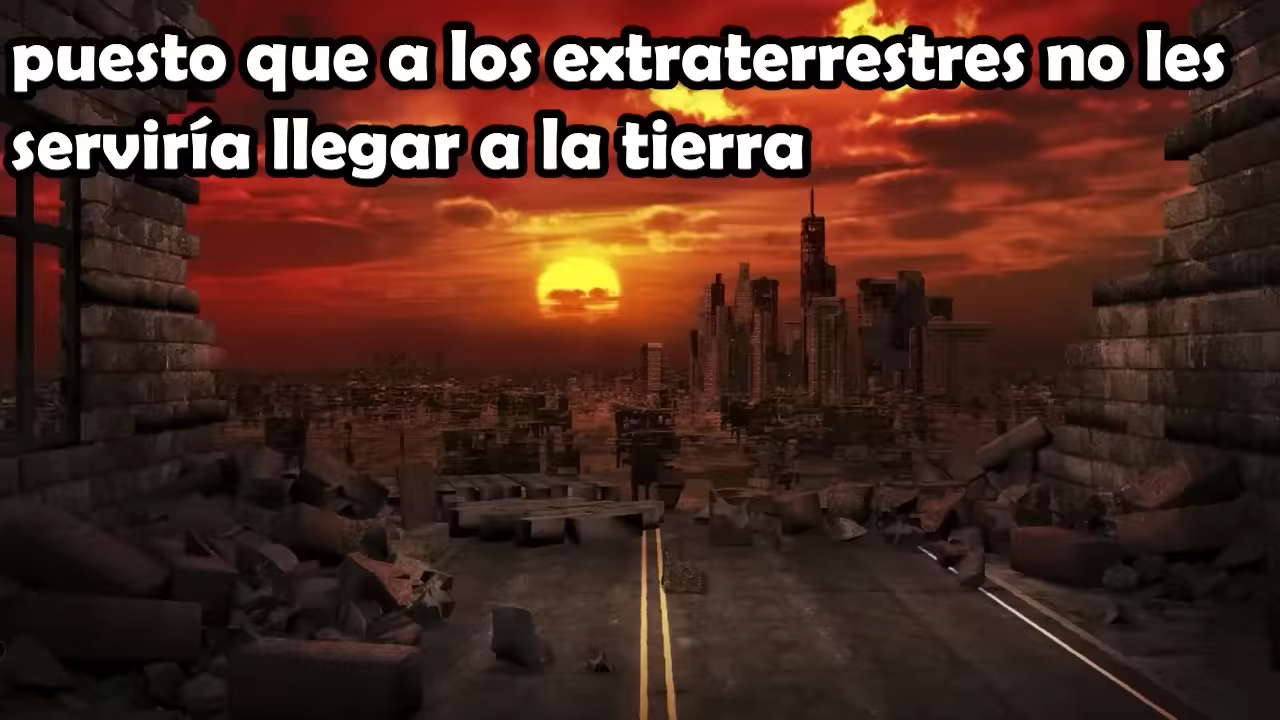 puesto que a los extraterrestres no les
serviría llegar a la tierra